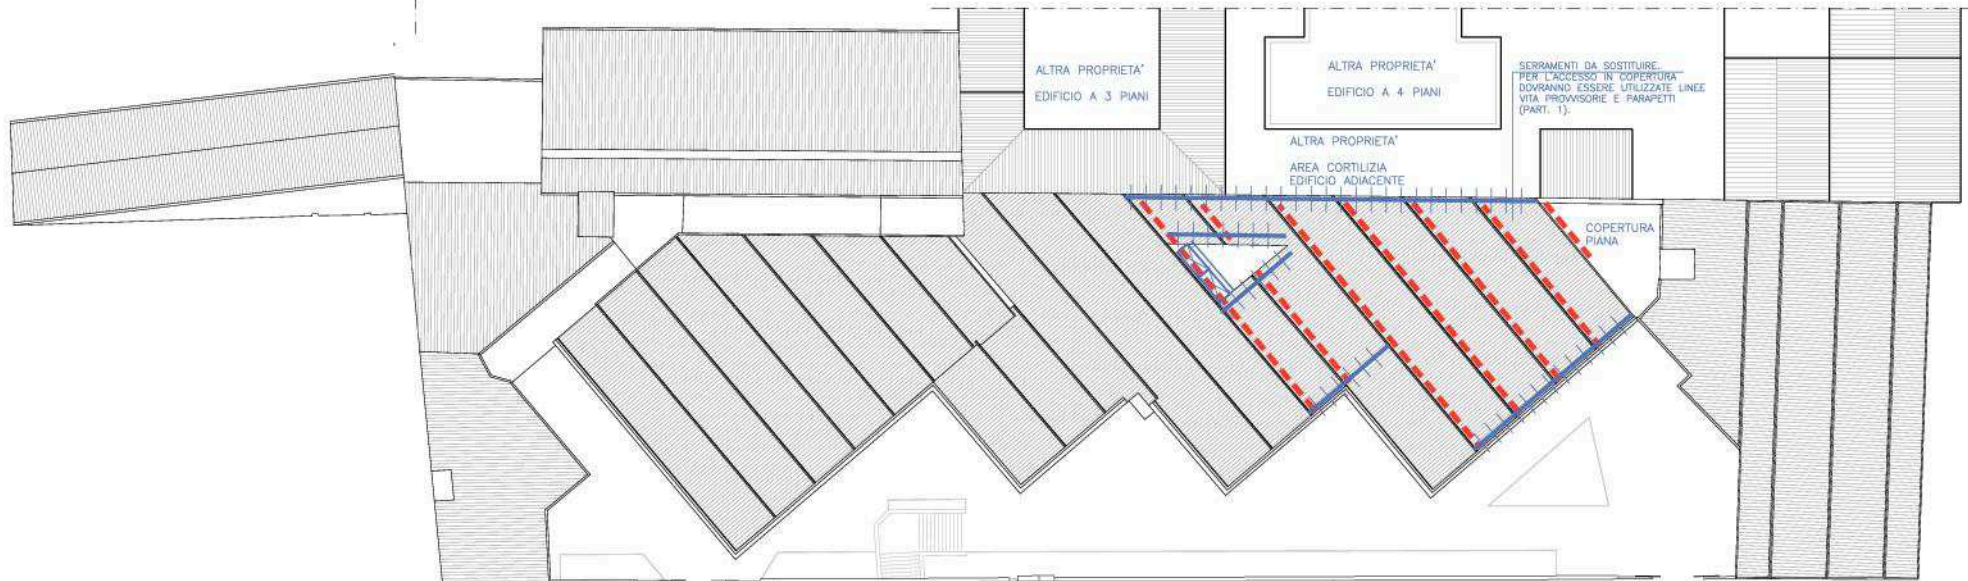 ALTRA PROPRIETA'
EDIFICIO A 3 PIANI
ALTRA PROPRIETA'
EDIFICIO A 4 PIANI
SERRAMENTI DA SOSTITUIRE.
PER L'ACCESSO IN COPERTURA
DOVRANNO ESSERE UTILIZZATE LINEE
VITA PROVVISORIE E PARAPETTI
(PART. 1).
ALTRA PROPRIETA'
AREA CORTILIZIA
EDIFICIO ADIACENTE
COPERTURA
PIANA